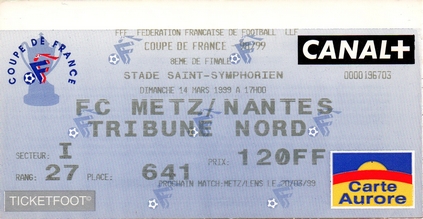 FFF FEDERATION FRANCAISE DE FOOTBALL LLF
COUPE DE FRANCE
COUPE DE FRANCE 98/99
8EME DE FINALE
CANAL+
STADE SAINT-SYMPHORIEN
0000196703
DIMANCHE 14 MARS 1999 A 17H00
FC METZ/NANTES
TRIBUNE NORD
SECTEUR: I
PRIX: 120FF
RANG: 27 PLACE: 641
PROCHAIN MATCH:METZ/LENS LE 20/03/99
TICKETFOOT
Carte
Aurore